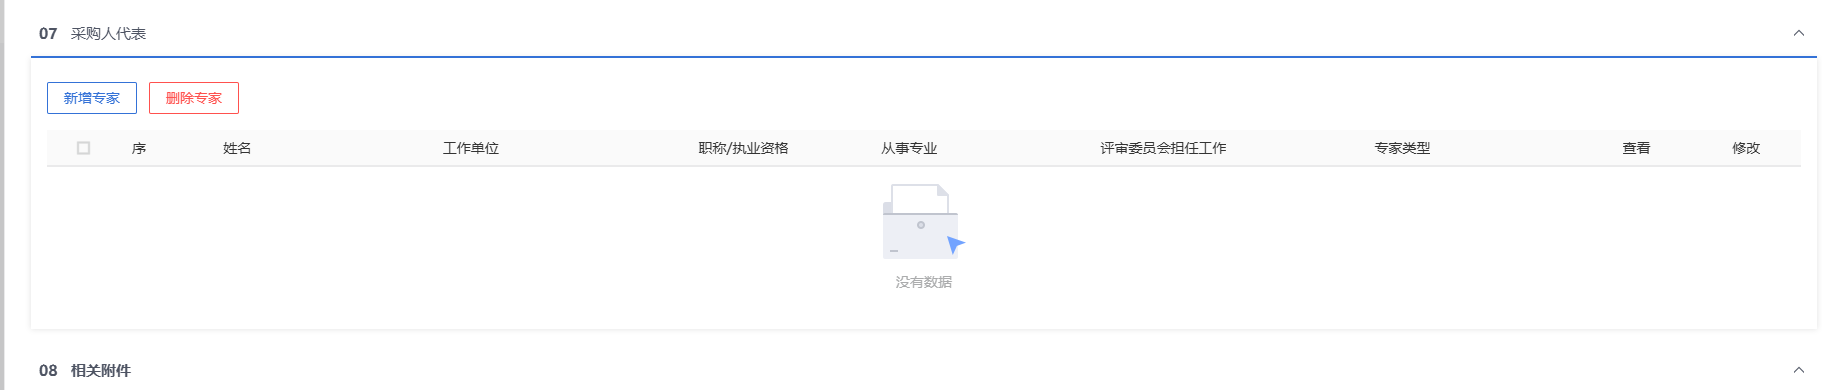 07 采购人代表
新增专家 删除专家
序 姓名 工作单位 职称/执业资格 从事专业 评审委员会担任工作 专家类型 查看 修改
没有数据
08 相关附件